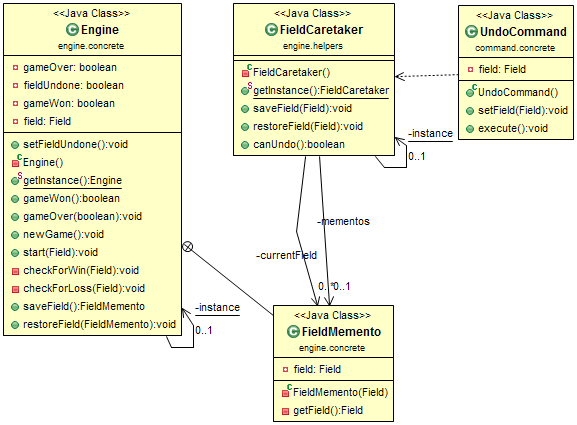 <<Java Class>>
Engine
engine.concrete
gameOver: boolean
fieldUndone: boolean
gameWon: boolean
field: Field
setFieldUndone():void
Engine()
getInstance():Engine
gameWon():boolean
gameOver(boolean):void
newGame():void
start(Field):void
checkForWin(Field):void
checkForLoss(Field):void
saveField():FieldMemento
restoreField(FieldMemento):void
-instance
0..1
<<Java Class>>
FieldCaretaker
engine.helpers
FieldCaretaker()
getInstance():FieldCaretaker
saveField(Field):void
restoreField(Field):void
canUndo():boolean
-instance
0..1
<<Java Class>>
UndoCommand
command.concrete
field: Field
UndoCommand()
setField(Field):void
execute():void
-mementos
-currentField
0..*
0..1
<<Java Class>>
FieldMemento
engine.concrete
field: Field
FieldMemento(Field)
getField():Field